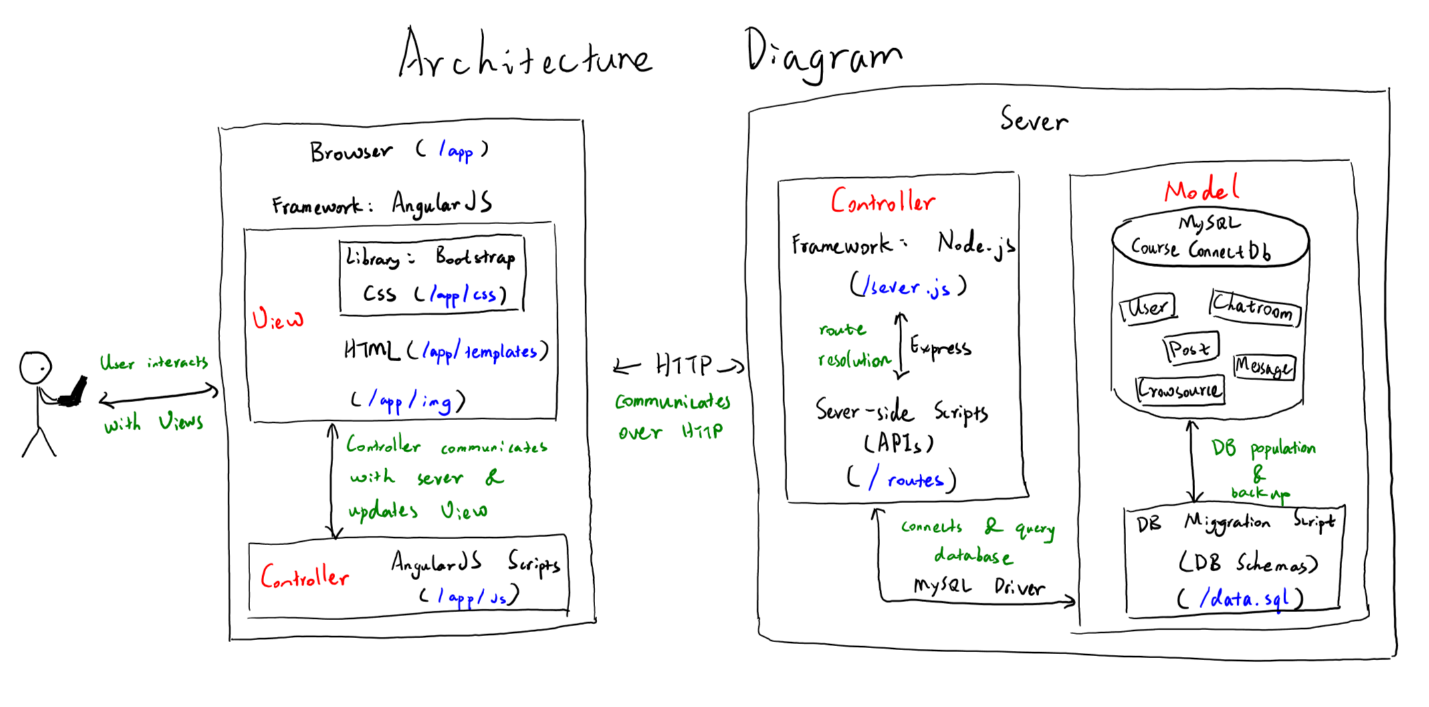 Architecture Diagram
Browser (/app)
Framework: AngularJS
View
Library: Bootstrap
CSS (/app/css)
HTML (/app/templates)
(/app/img)
User interacts
with Views
Controller communicates
with sever &
updates View
Controller
AngularJS Scripts
(/app/js)
HTTP
Communicates
over HTTP
Sever
Controller
Framework: Node.js
(/sever.js)
route
resolution
Express
Sever-side Scripts
(APIs)
(/routes)
connects & query
database
MySQL Driver
Model
MySQL
Course ConnectDb
User
Chatroom
Post
Message
Crowsource
DB population
&
backup
DB Miggration Script
(DB Schemas)
(/data.sql)